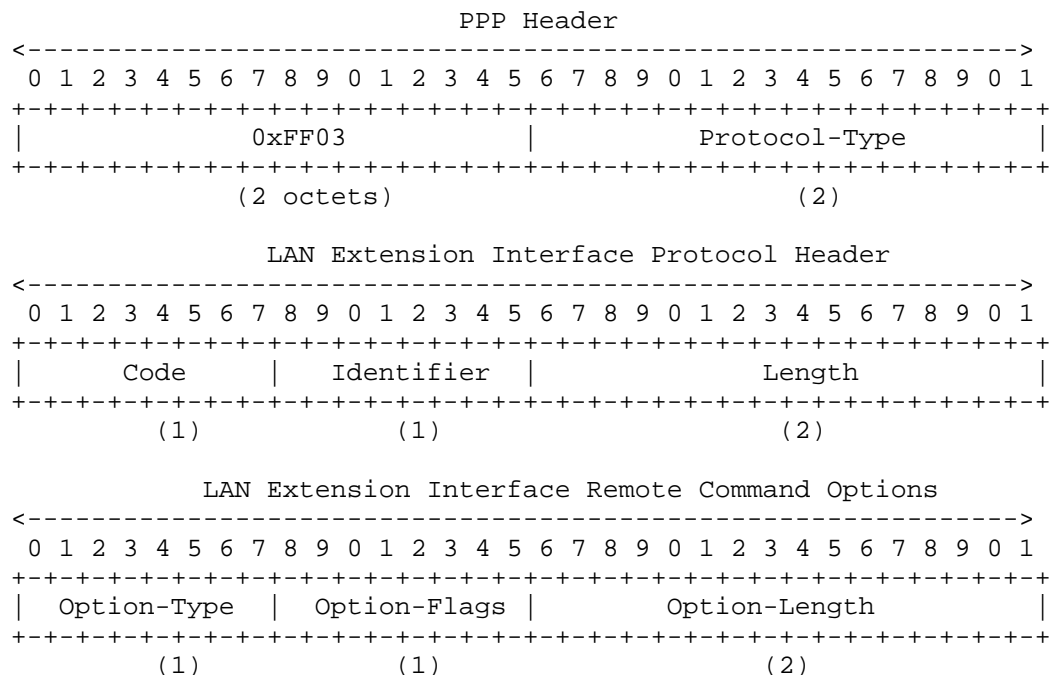 PPP Header
<-------------------------------------------------------------->
0 1 2 3 4 5 6 7 8 9 0 1 2 3 4 5 6 7 8 9 0 1 2 3 4 5 6 7 8 9 0 1
+-+-+-+-+-+-+-+-+-+-+-+-+-+-+-+-+-+-+-+-+-+-+-+-+-+-+-+-+-+-+-+-+
|              0xFF03           |          Protocol-Type        |
+-+-+-+-+-+-+-+-+-+-+-+-+-+-+-+-+-+-+-+-+-+-+-+-+-+-+-+-+-+-+-+-+
(2 octets)                         (2)
LAN Extension Interface Protocol Header
<-------------------------------------------------------------->
0 1 2 3 4 5 6 7 8 9 0 1 2 3 4 5 6 7 8 9 0 1 2 3 4 5 6 7 8 9 0 1
+-+-+-+-+-+-+-+-+-+-+-+-+-+-+-+-+-+-+-+-+-+-+-+-+-+-+-+-+-+-+-+-+
|      Code     |   Identifier  |              Length           |
+-+-+-+-+-+-+-+-+-+-+-+-+-+-+-+-+-+-+-+-+-+-+-+-+-+-+-+-+-+-+-+-+
(1)            (1)                     (2)
LAN Extension Interface Remote Command Options
<-------------------------------------------------------------->
0 1 2 3 4 5 6 7 8 9 0 1 2 3 4 5 6 7 8 9 0 1 2 3 4 5 6 7 8 9 0 1
+-+-+-+-+-+-+-+-+-+-+-+-+-+-+-+-+-+-+-+-+-+-+-+-+-+-+-+-+-+-+-+-+
|  Option-Type  |  Option-Flags |        Option-Length          |
+-+-+-+-+-+-+-+-+-+-+-+-+-+-+-+-+-+-+-+-+-+-+-+-+-+-+-+-+-+-+-+-+
(1)            (1)                    (2)